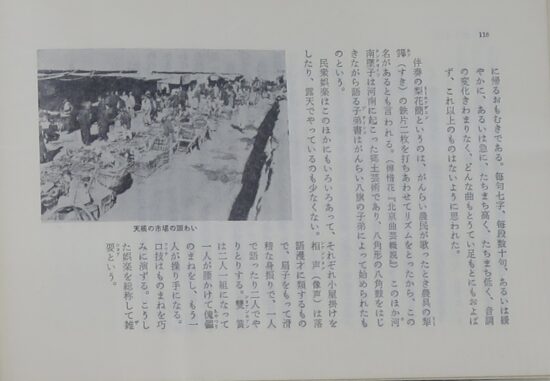 118
に帰るおもむきである。毎句七字、毎段数十句、あるいは緩
やかに、あるいは急に、たちまち高く、たちまち低く、音調
の変化きわまりなく、どんな曲もとうてい足もとにもおよば
ず、これ以上のものはないように思われた。
伴奏の梨花簡というのは、がんらい農民が歌ったとき農具の犂
鏵(すき)の鉄片二枚を打ちあわせてリズムをとったから、この
名があるとも言われる。(傅惜花『北京曲芸概説』)このほか河
南墜子は河南に起こった郷土芸術であり、八角形の八角鼓をはじ
きながら語る子弟書はがんらい八旗の子弟によって始められたも
のという。
民衆娯楽はこのほかにもいろいろあって、それぞれ小屋掛けを
したり、露天でやっているのも少なくない。
相声(像声)は落
語漫才に類するもの
で、扇子をもって滑
稽な身振りで、一人
で語ったり二人でや
りとりする。雙簧
は二人一組になって
一人が腰かけて傀儡
のまねをし、もう一
人が操り手になる。
口技はものまねを巧
みに演ずる。こうし
た娯楽を総称して雑
耍という。
天橋の市場の賑わい